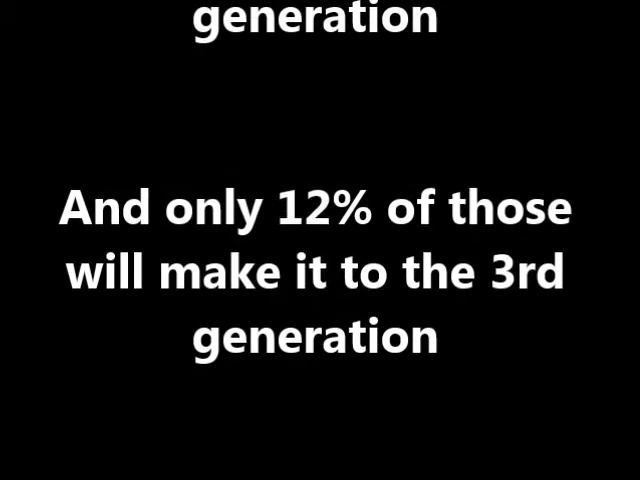 generation
And only 12% of those
will make it to the 3rd
generation